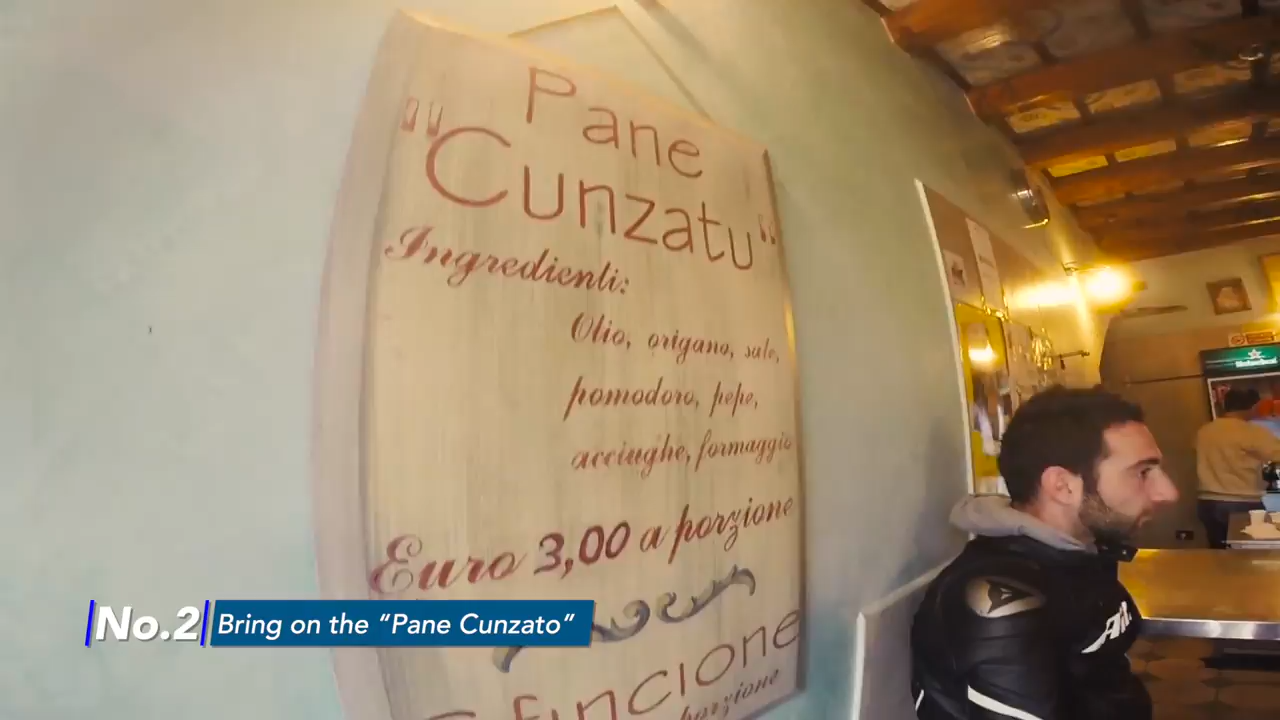 Pane
"Cunzatu"
Ingredienti:
Olio, origano, sale,
pomodoro, pepe,
acciughe, formaggio
Euro 3,00 a porzione
Sfincione
porzione
No.2 Bring on the “Pane Cunzato”